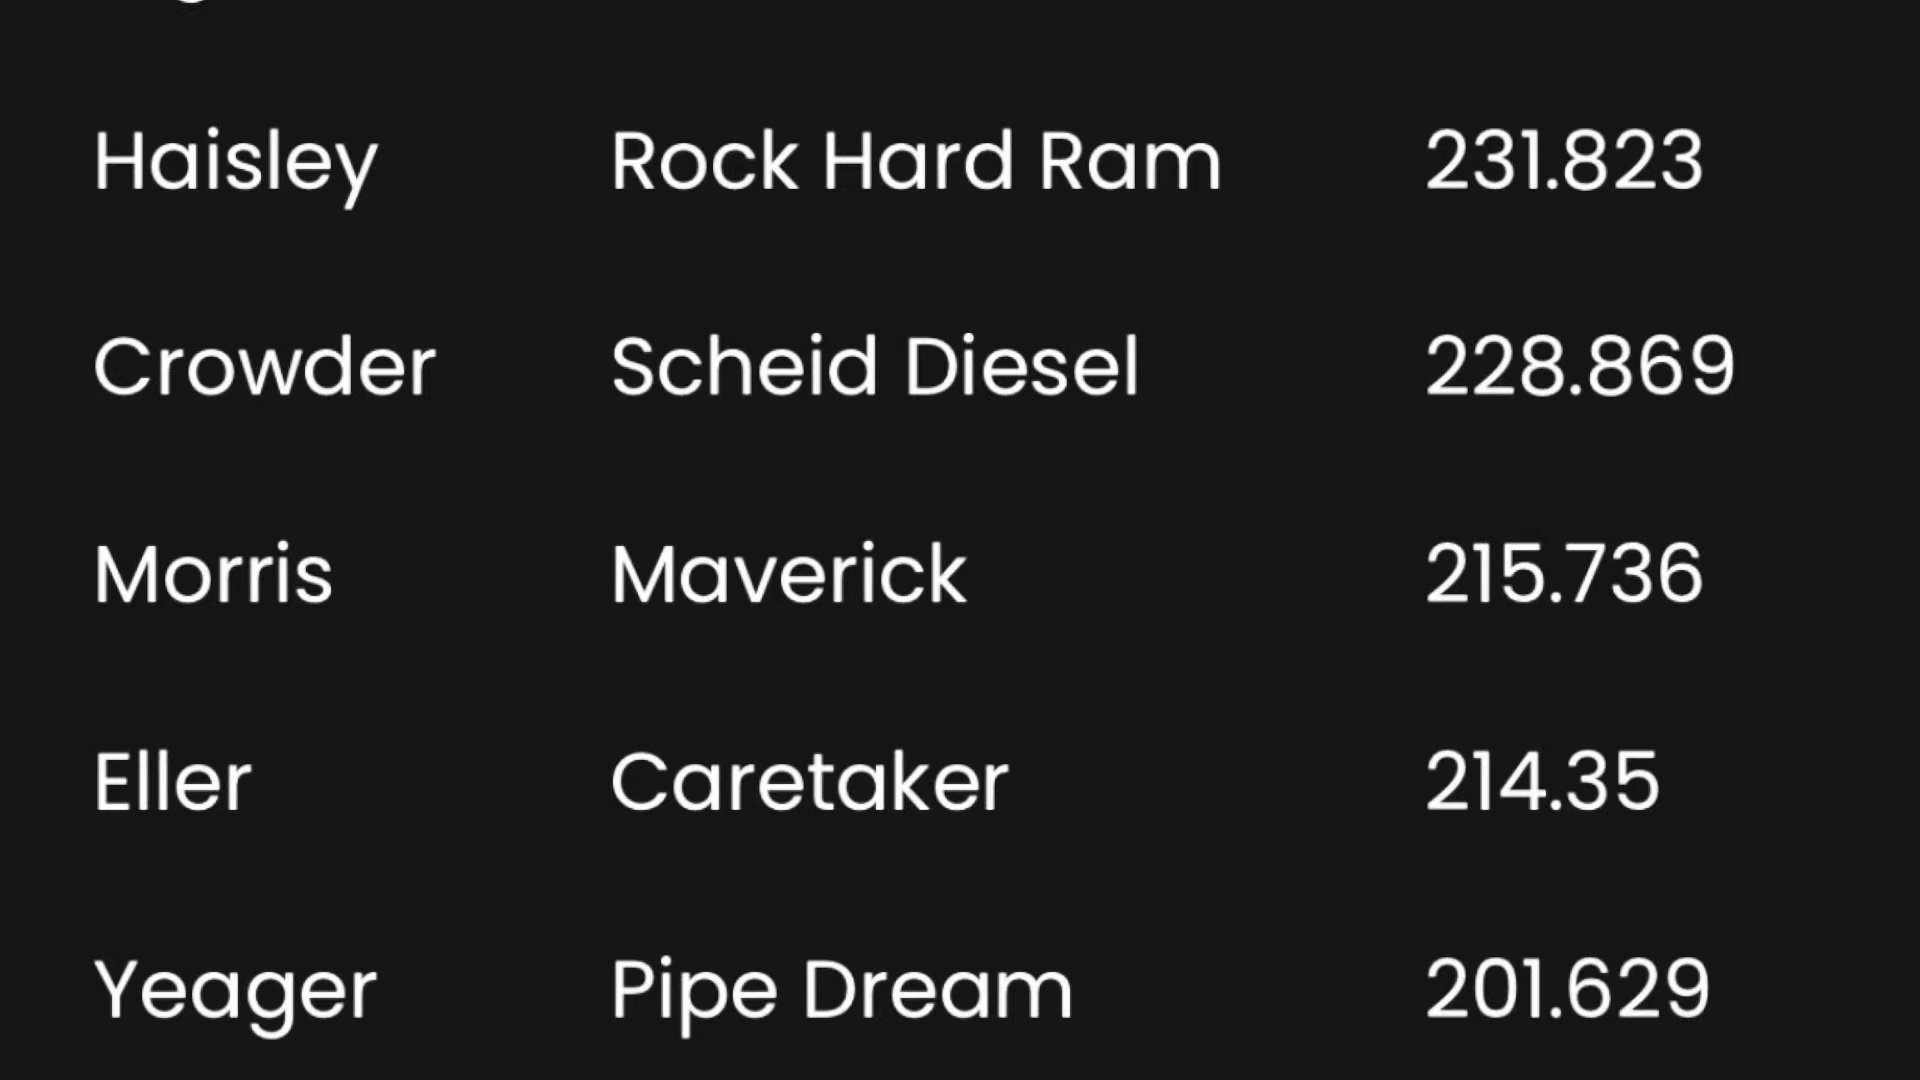 Haisley Rock Hard Ram 231.823
Crowder Scheid Diesel 228.869
Morris Maverick 215.736
Eller Caretaker 214.35
Yeager Pipe Dream 201.629